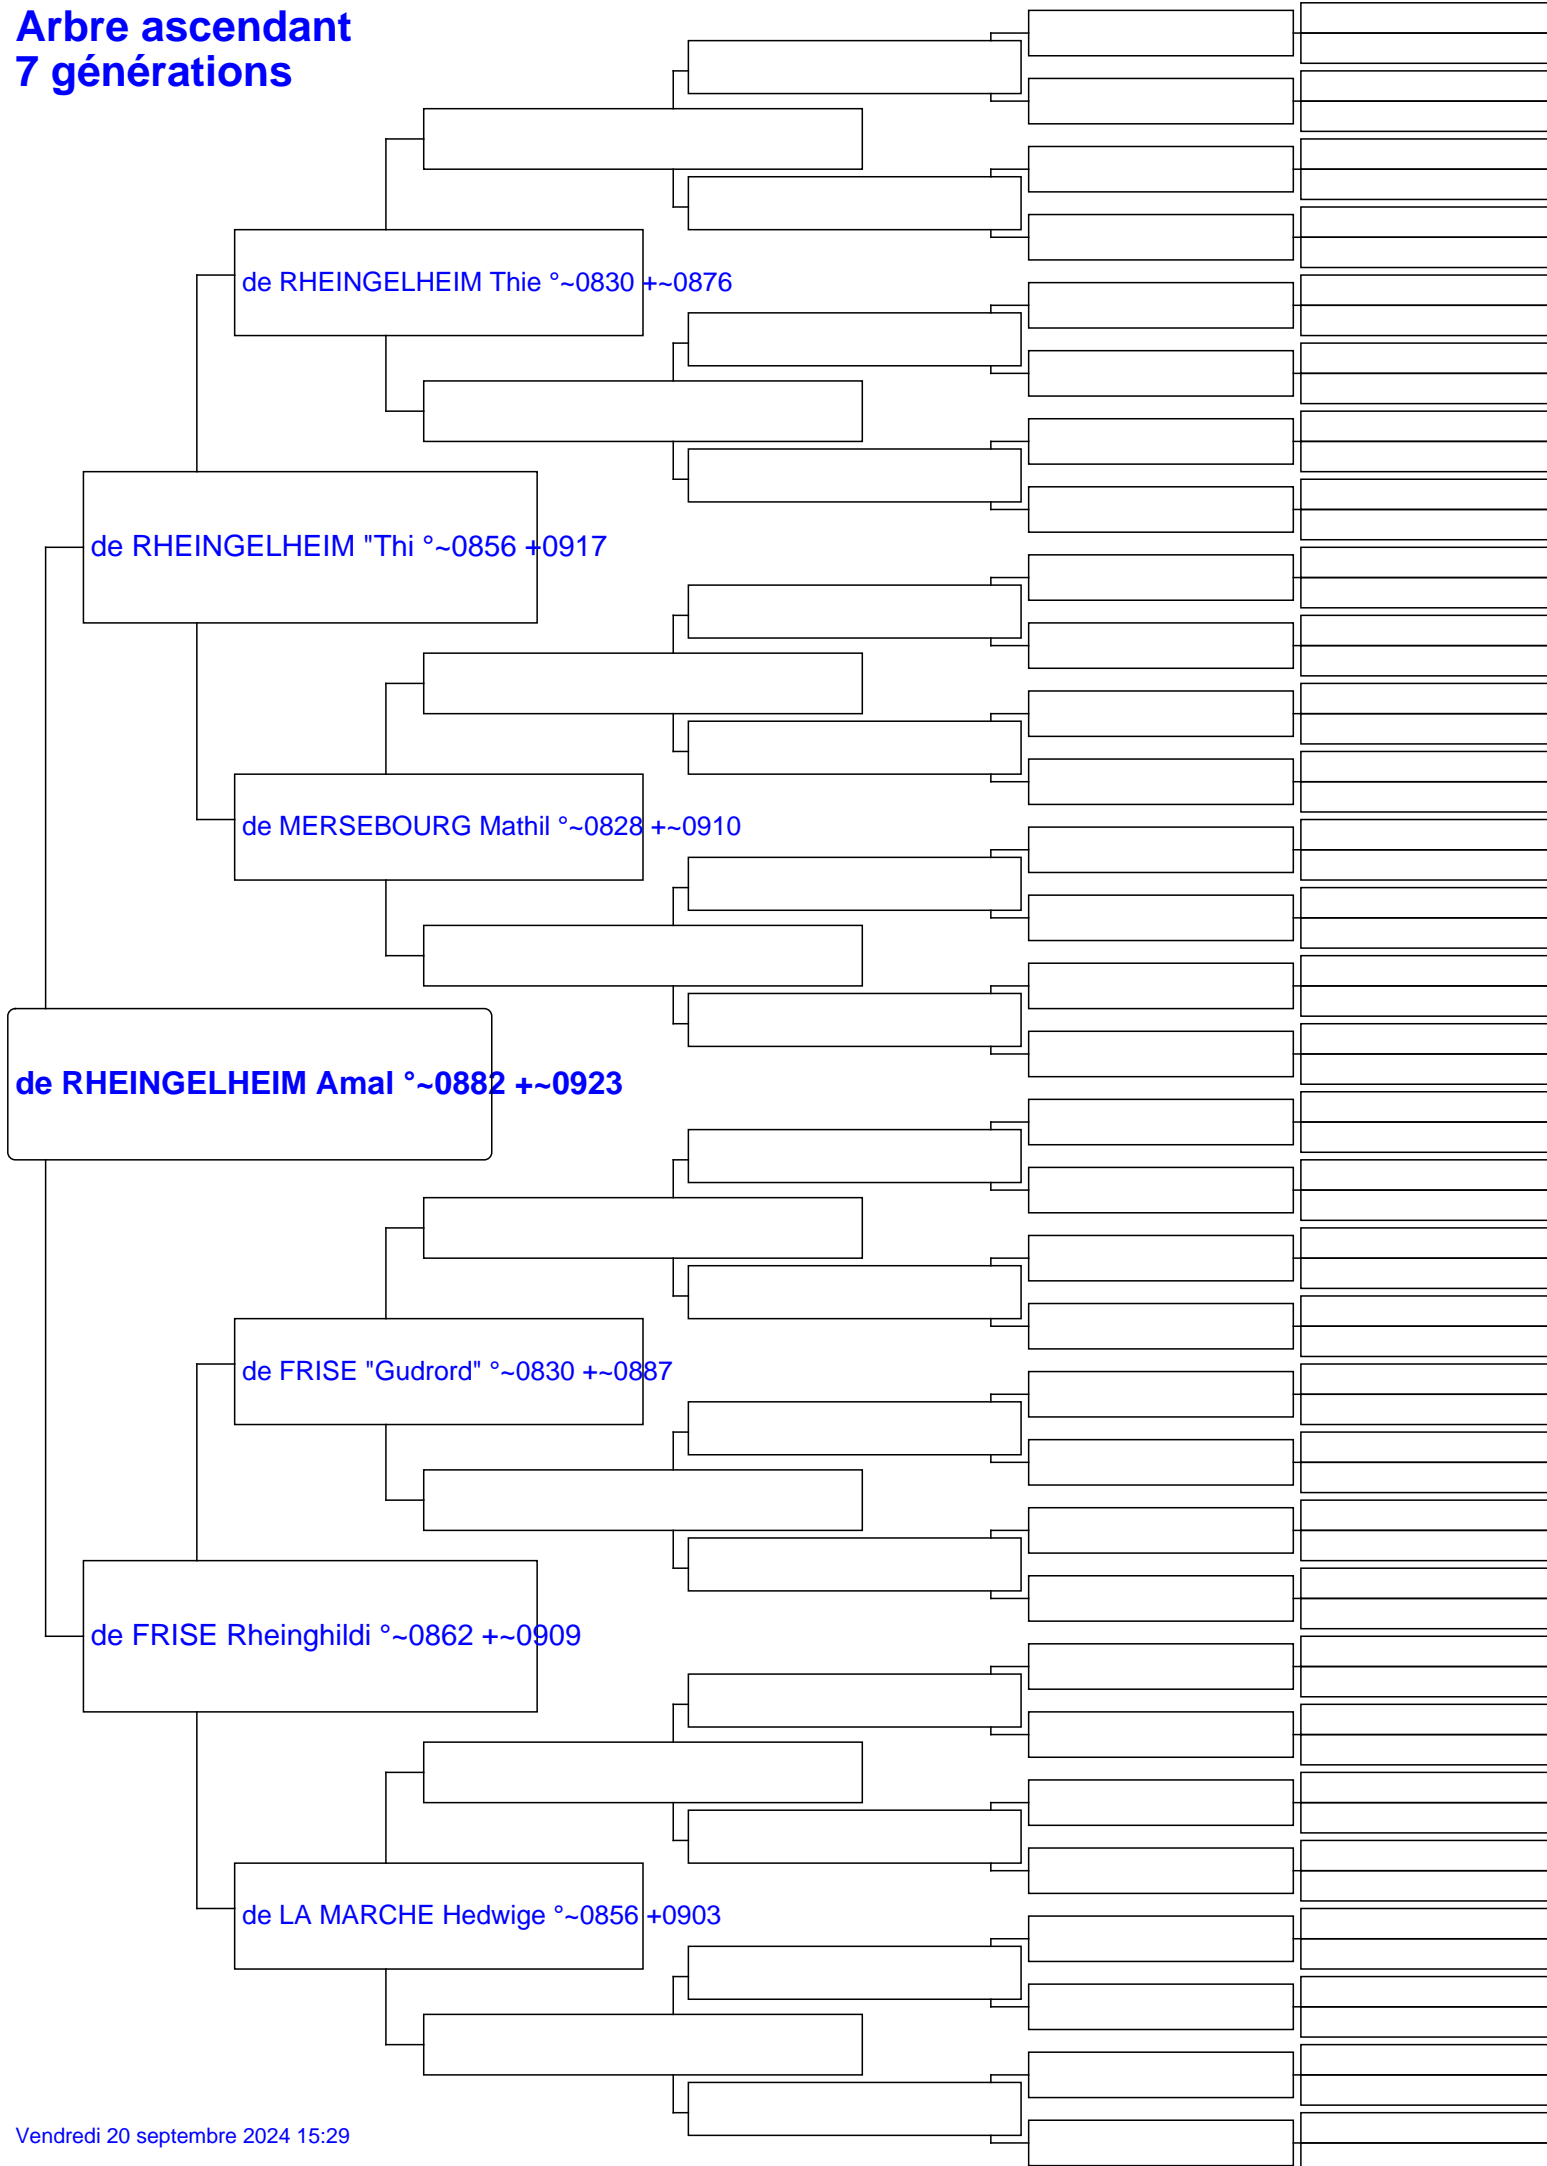 Arbre ascendant
7 générations
de RHEINGELHEIM Thie °~0830 +~0876
de RHEINGELHEIM "Thi °~0856 +0917
de MERSEBOURG Mathil °~0828 +~0910
de RHEINGELHEIM Amal °~0882 +~0923
de FRISE "Gudrord" °~0830 +~0887
de FRISE Rheinghildi °~0862 +~0909
de LA MARCHE Hedwige °~0856 +0903
Vendredi 20 septembre 2024 15:29